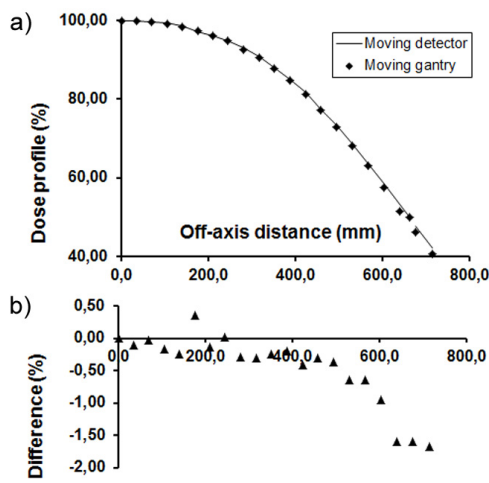 a)
Dose profile (%)
100,00
80,00
60,00
40,00
Moving detector
Moving gantry
Off-axis distance (mm)
0,0 200,0 400,0 600,0 800,0
b)
Difference (%)
0,50
0,00
-0,50
-1,00
-1,50
-2,00
0,0 200,0 400,0 600,0 800,0